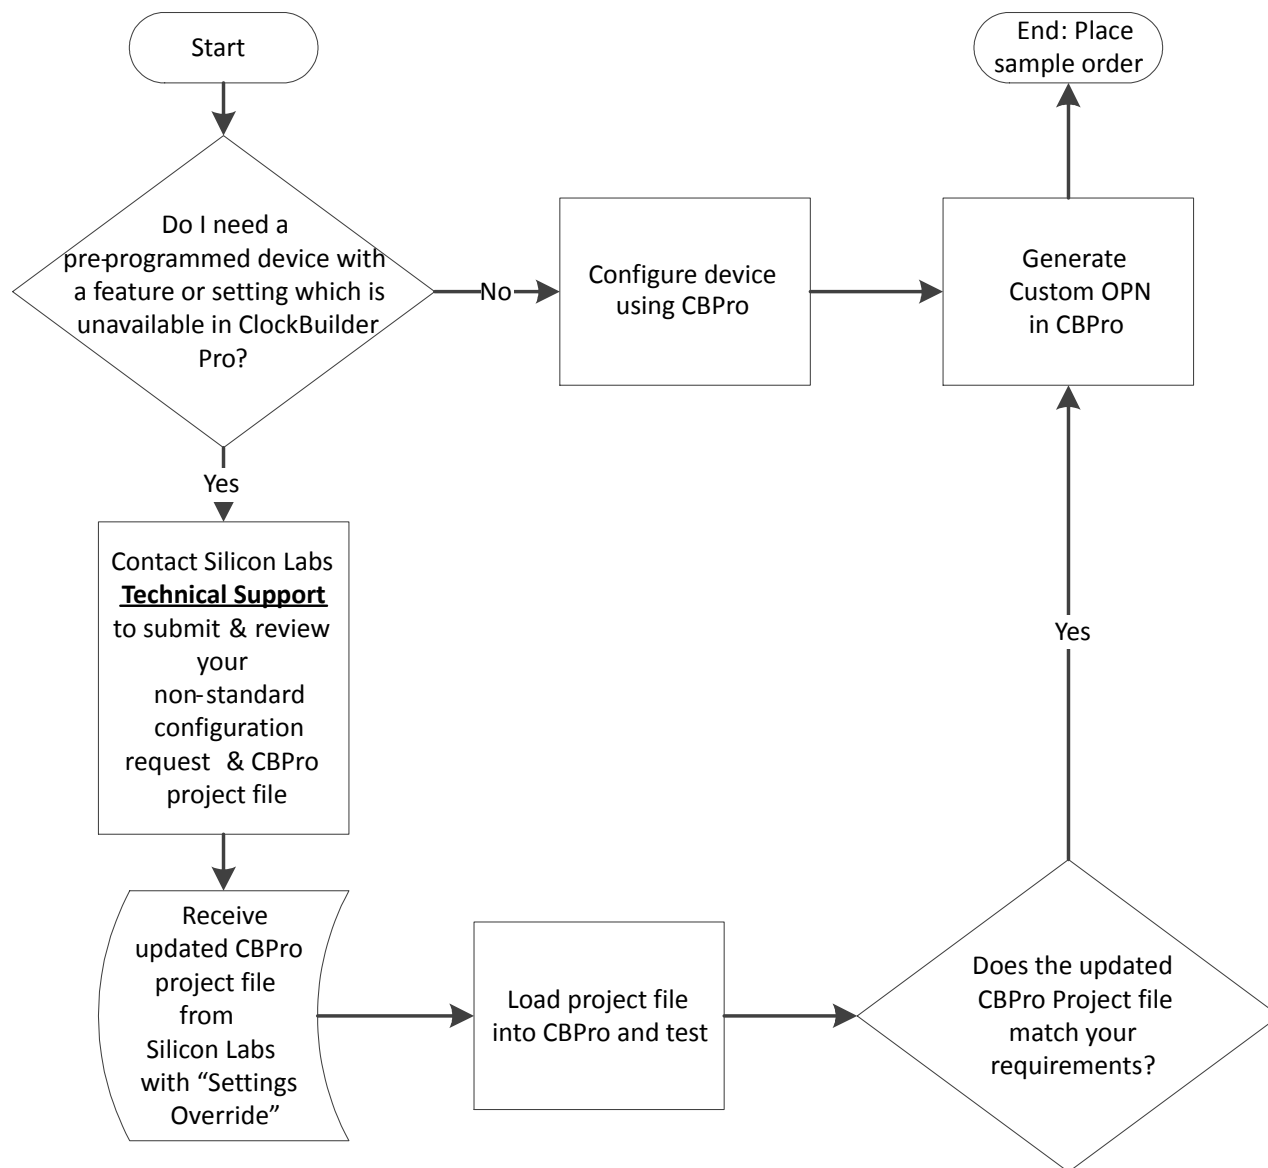 Start
End: Place
sample order
Do I need a
pre-programmed device with
a feature or setting which is
unavailable in ClockBuilder
Pro?
No
Configure device
using CBPro
Generate
Custom OPN
in CBPro
Yes
Contact Silicon Labs
Technical Support
to submit & review
your
non-standard
configuration
request & CBPro
project file
Yes
Receive
updated CBPro
project file
from
Silicon Labs
with “Settings
Override”
Load project file
into CBPro and test
Does the updated
CBPro Project file
match your
requirements?